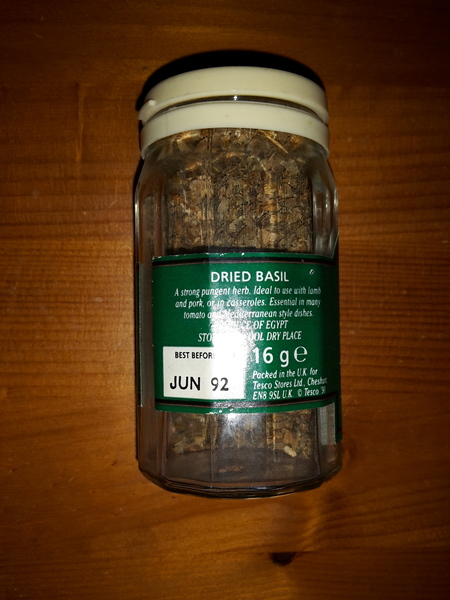 DRIED BASIL
A strong pungent herb. Ideal to use with lamb
and pork, or in casseroles. Essential in many
tomato and Mediterranean style dishes.
OF EGYPT
DRY PLACE
BEST BEFORE
16 g e
JUN 92
Packed in the U.K. for
Tesco Stores Ltd., Cheshunt
EN8 9SL U.K. © Tesco